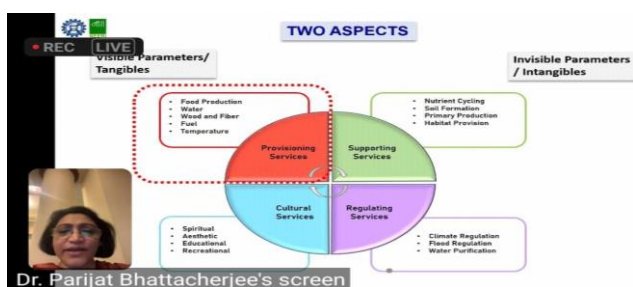 TWO ASPECTS
REC LIVE
Visible Parameters/
Tangibles
Invisible Parameters
/ Intangibles
Food Production
Water
Wood and Fiber
Fuel
Temperature
Nutrient Cycling
Soil Formation
Primary Production
Habitat Provision
Provisioning
Services
Supporting
Services
Cultural
Services
Regulating
Services
Spiritual
Aesthetic
Educational
Recreational
Climate Regulation
Flood Regulation
Water Purification
Dr. Parijat Bhattacherjee's screen